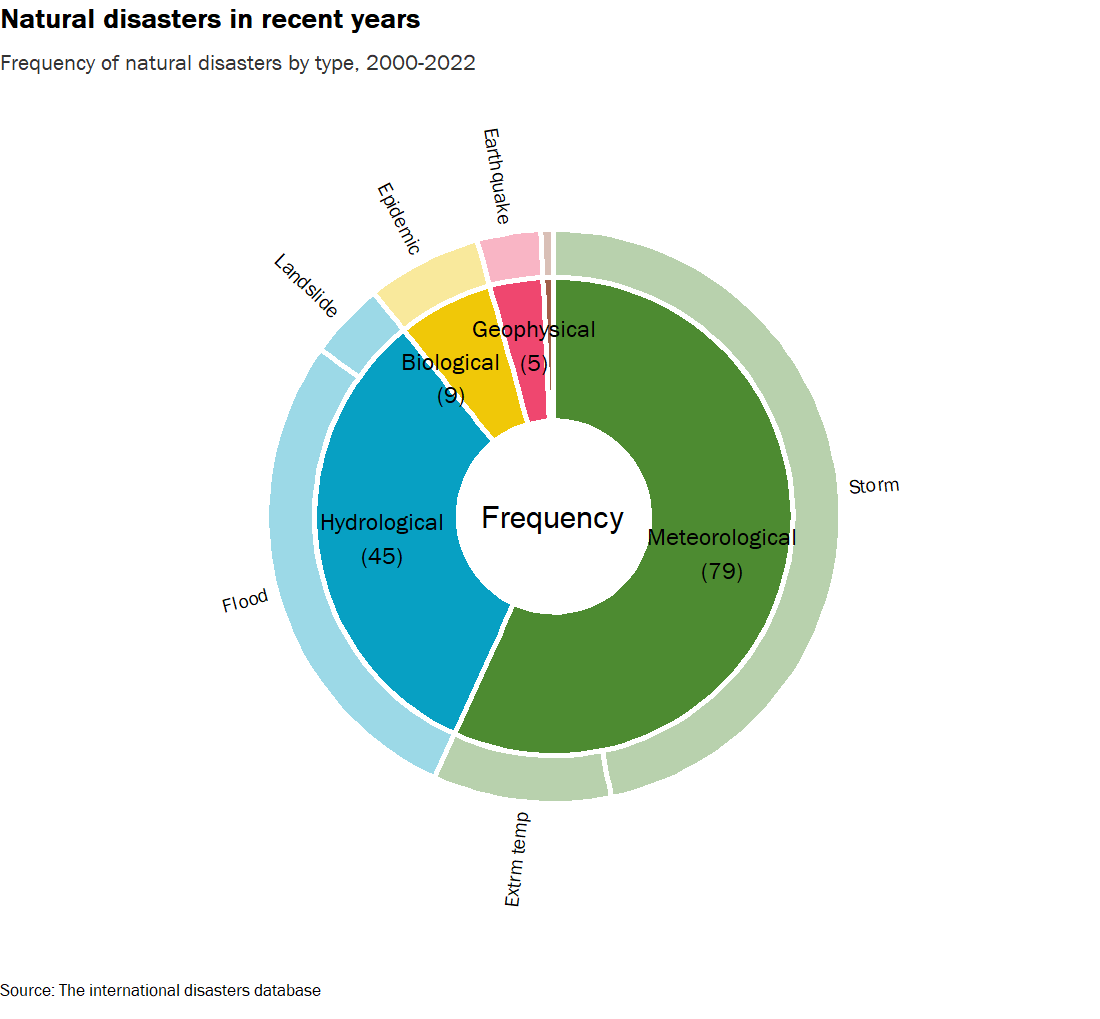 Natural disasters in recent years
Frequency of natural disasters by type, 2000-2022
Earthquake
Epidemic
Landslide
Geophysical
(5)
Biological
(9)
Storm
Frequency
Hydrological
(45)
Meteorological
(79)
Flood
Extrm temp
Source: The international disasters database